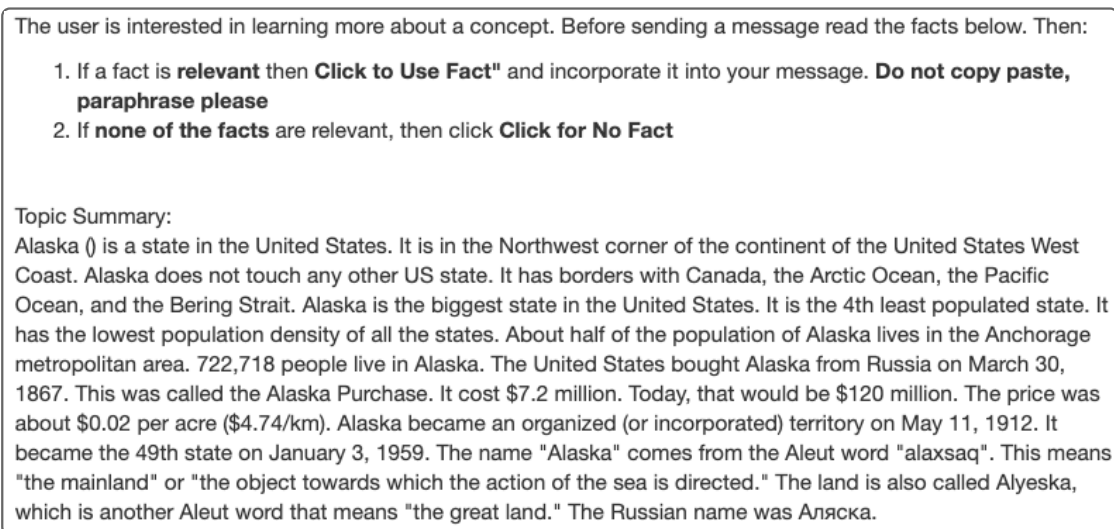 The user is interested in learning more about a concept. Before sending a message read the facts below. Then:
1. If a fact is relevant then Click to Use Fact" and incorporate it into your message. Do not copy paste,
paraphrase please
2. If none of the facts are relevant, then click Click for No Fact
Topic Summary:
Alaska () is a state in the United States. It is in the Northwest corner of the continent of the United States West
Coast. Alaska does not touch any other US state. It has borders with Canada, the Arctic Ocean, the Pacific
Ocean, and the Bering Strait. Alaska is the biggest state in the United States. It is the 4th least populated state. It
has the lowest population density of all the states. About half of the population of Alaska lives in the Anchorage
metropolitan area. 722,718 people live in Alaska. The United States bought Alaska from Russia on March 30,
1867. This was called the Alaska Purchase. It cost $7.2 million. Today, that would be $120 million. The price was
about $0.02 per acre ($4.74/km). Alaska became an organized (or incorporated) territory on May 11, 1912. It
became the 49th state on January 3, 1959. The name "Alaska" comes from the Aleut word "alaxsaq". This means
"the mainland" or "the object towards which the action of the sea is directed." The land is also called Alyeska,
which is another Aleut word that means "the great land." The Russian name was Аляска.